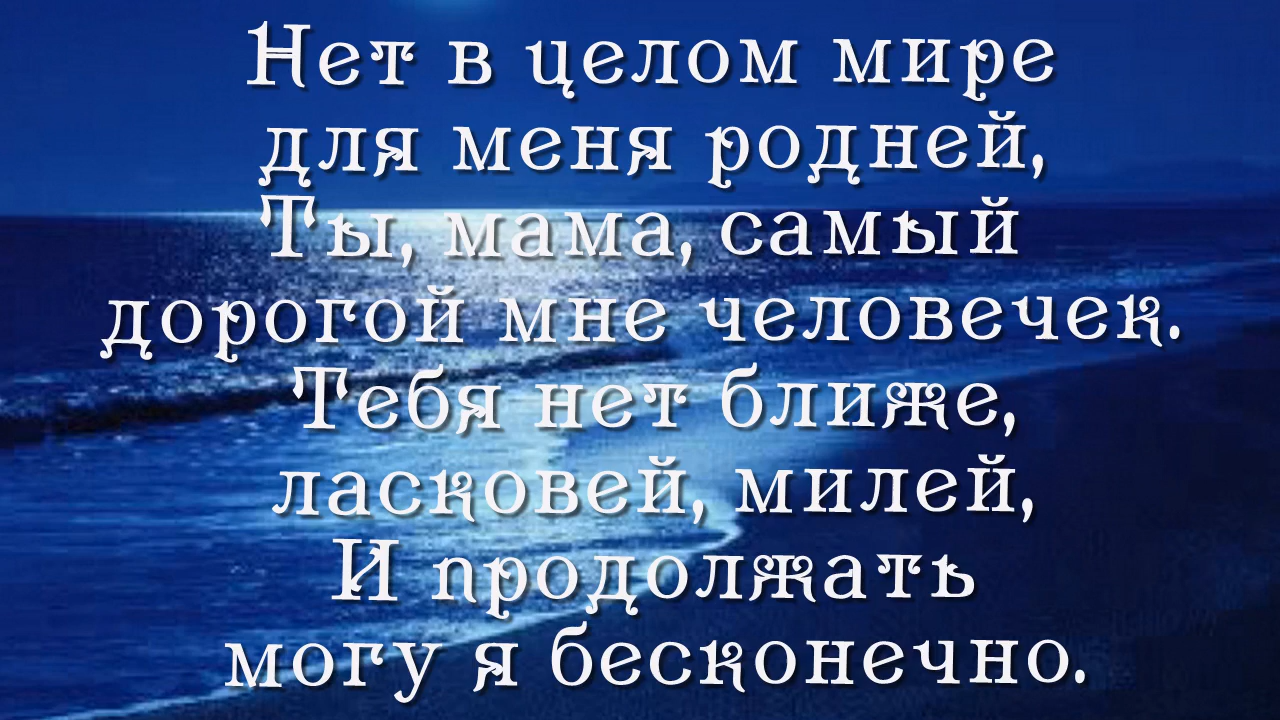 Нет в целом мире
для меня родней,
Ты, мама, самый
дорогой мне человечек.
Тебя нет ближе,
ласковей, милей,
И продолжать
могу я бесконечно.